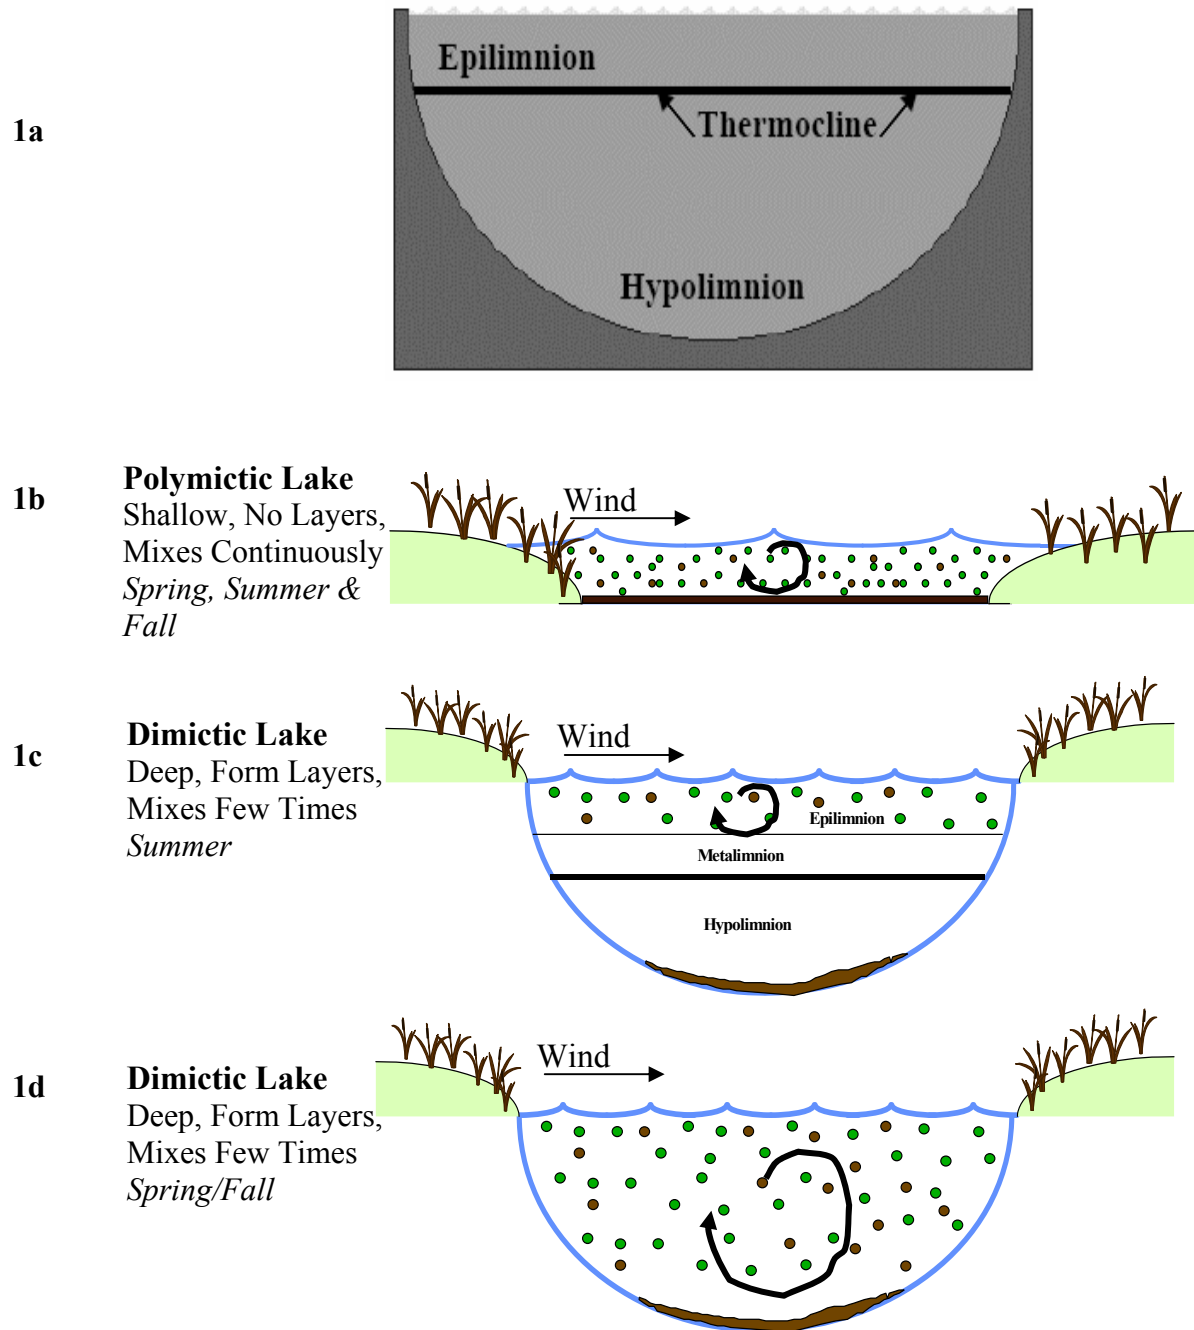 1a
Epilimnion
Thermocline
Hypolimnion
1b
Polymictic Lake
Shallow, No Layers,
Mixes Continuously
Spring, Summer &
Fall
Wind
1c
Dimictic Lake
Deep, Form Layers,
Mixes Few Times
Summer
Wind
Epilimnion
Metalimnion
Hypolimnion
1d
Dimictic Lake
Deep, Form Layers,
Mixes Few Times
Spring/Fall
Wind